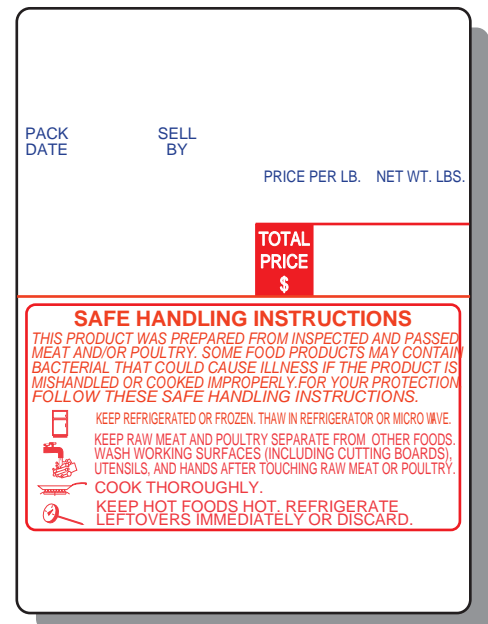 PACK DATE
SELL BY
PRICE PER LB. NET WT. LBS.
TOTAL
PRICE
$
SAFE HANDLING INSTRUCTIONS
THIS PRODUCT WAS PREPARED FROM INSPECTED AND PASSED
MEAT AND/OR POULTRY. SOME FOOD PRODUCTS MAY CONTAIN
BACTERIAL THAT COULD CAUSE ILLNESS IF THE PRODUCT IS
MISHANDLED OR COOKED IMPROPERLY.FOR YOUR PROTECTION
FOLLOW THESE SAFE HANDLING INSTRUCTIONS.
KEEP REFRIGERATED OR FROZEN. THAW IN REFRIGERATOR OR MICRO WAVE.
KEEP RAW MEAT AND POULTRY SEPARATE FROM OTHER FOODS.
WASH WORKING SURFACES (INCLUDING CUTTING BOARDS),
UTENSILS, AND HANDS AFTER TOUCHING RAW MEAT OR POULTRY.
COOK THOROUGHLY.
KEEP HOT FOODS HOT. REFRIGERATE
LEFTOVERS IMMEDIATELY OR DISCARD.